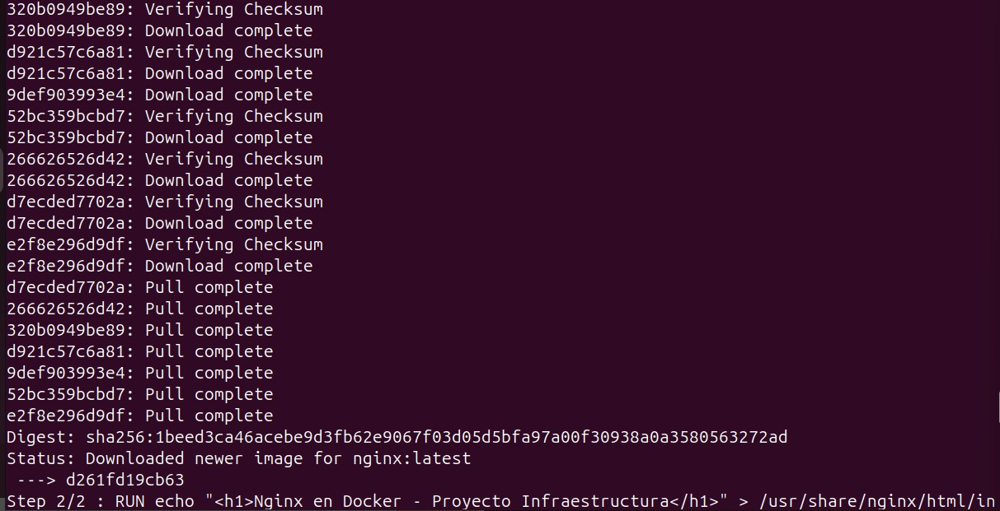 320b0949be89: Verifying Checksum
320b0949be89: Download complete
d921c57c6a81: Verifying Checksum
d921c57c6a81: Download complete
9def903993e4: Download complete
52bc359bcbd7: Verifying Checksum
52bc359bcbd7: Download complete
266626526d42: Verifying Checksum
266626526d42: Download complete
d7ecded7702a: Verifying Checksum
d7ecded7702a: Download complete
e2f8e296d9df: Verifying Checksum
e2f8e296d9df: Download complete
d7ecded7702a: Pull complete
266626526d42: Pull complete
320b0949be89: Pull complete
d921c57c6a81: Pull complete
9def903993e4: Pull complete
52bc359bcbd7: Pull complete
e2f8e296d9df: Pull complete
Digest: sha256:1beed3ca46acebe9d3fb62e9067f03d05d5bfa97a00f30938a0a3580563272ad
Status: Downloaded newer image for nginx:latest
 ---> d261fd19cb63
Step 2/2 : RUN echo "<h1>Nginx en Docker - Proyecto Infraestructura</h1>" > /usr/share/nginx/html/in